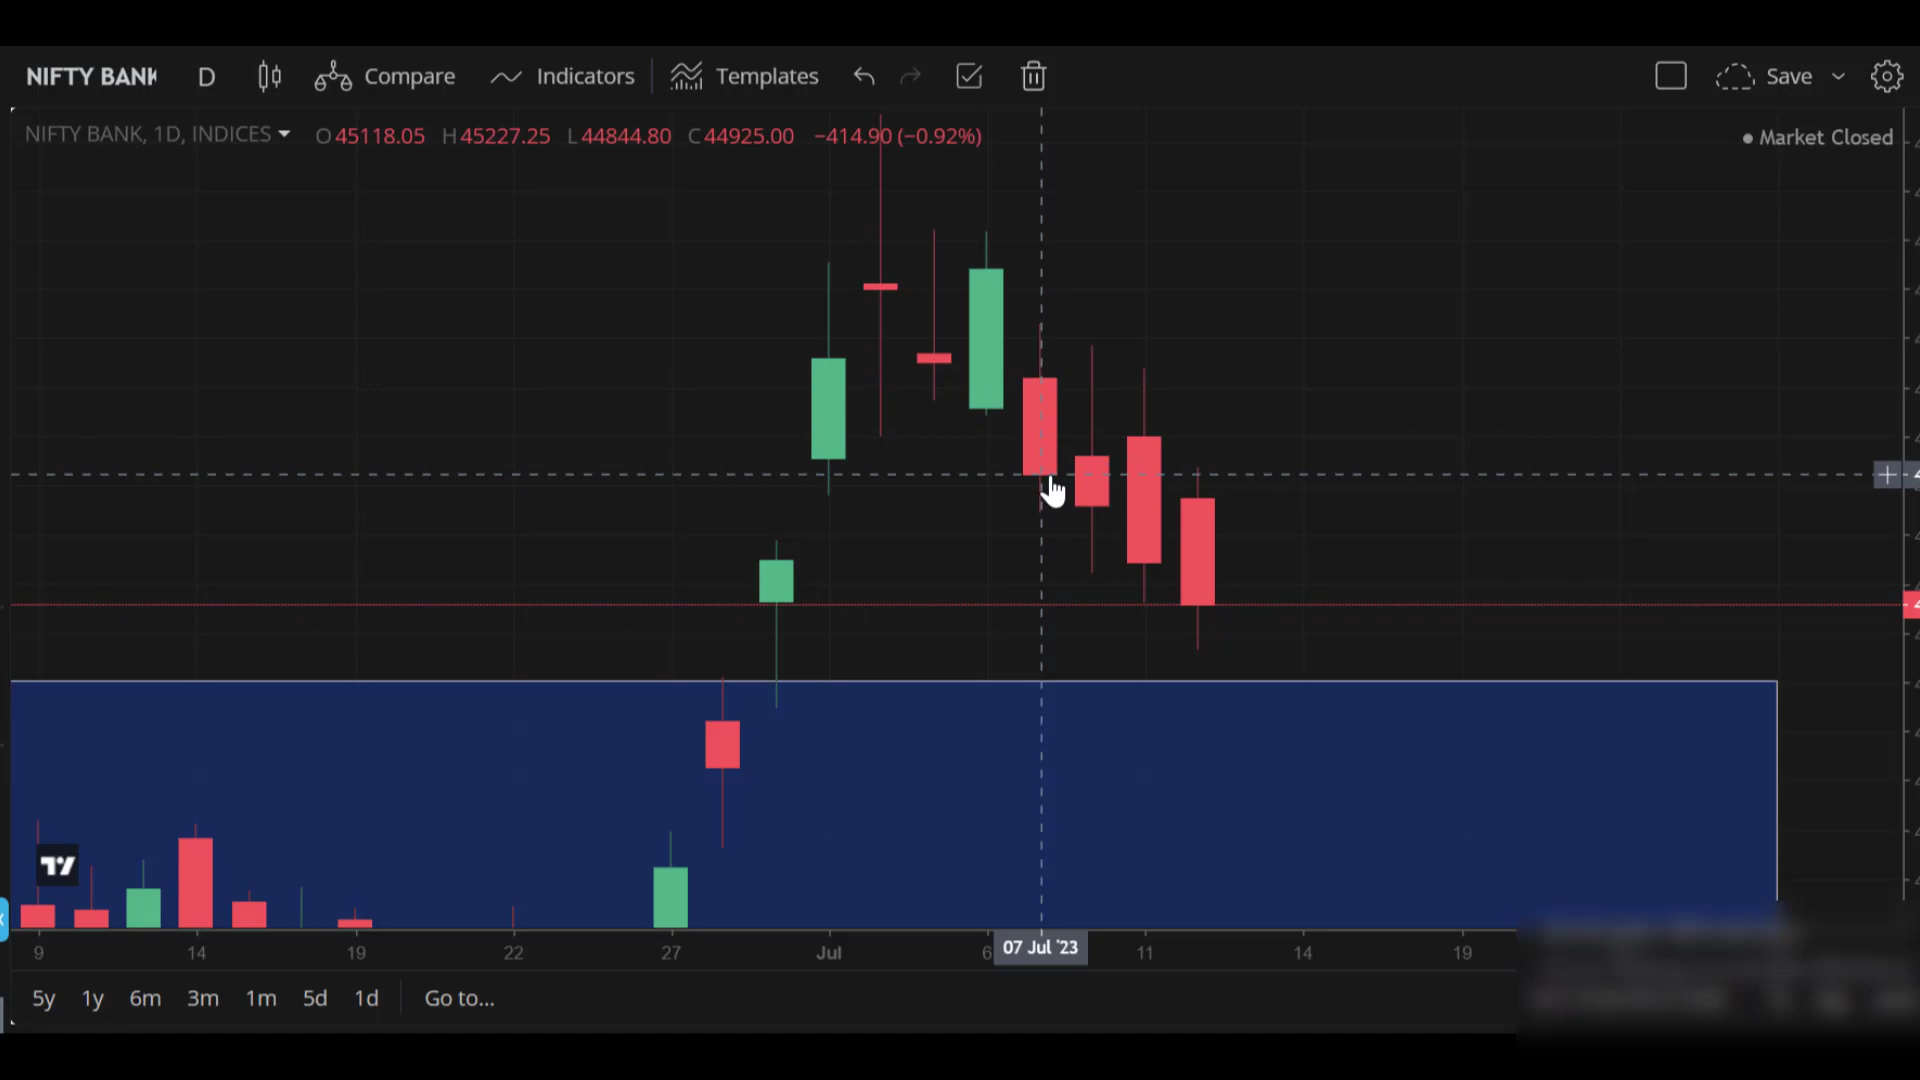 NIFTY BANK D Compare Indicators Templates Save
NIFTY BANK, 1D, INDICES O45118.05 H45227.25 L44844.80 C44925.00 −414.90 (−0.92%) Market Closed
9 14 19 22 27 Jul 6 07 Jul '23 11 14 19
5y 1y 6m 3m 1m 5d 1d Go to...